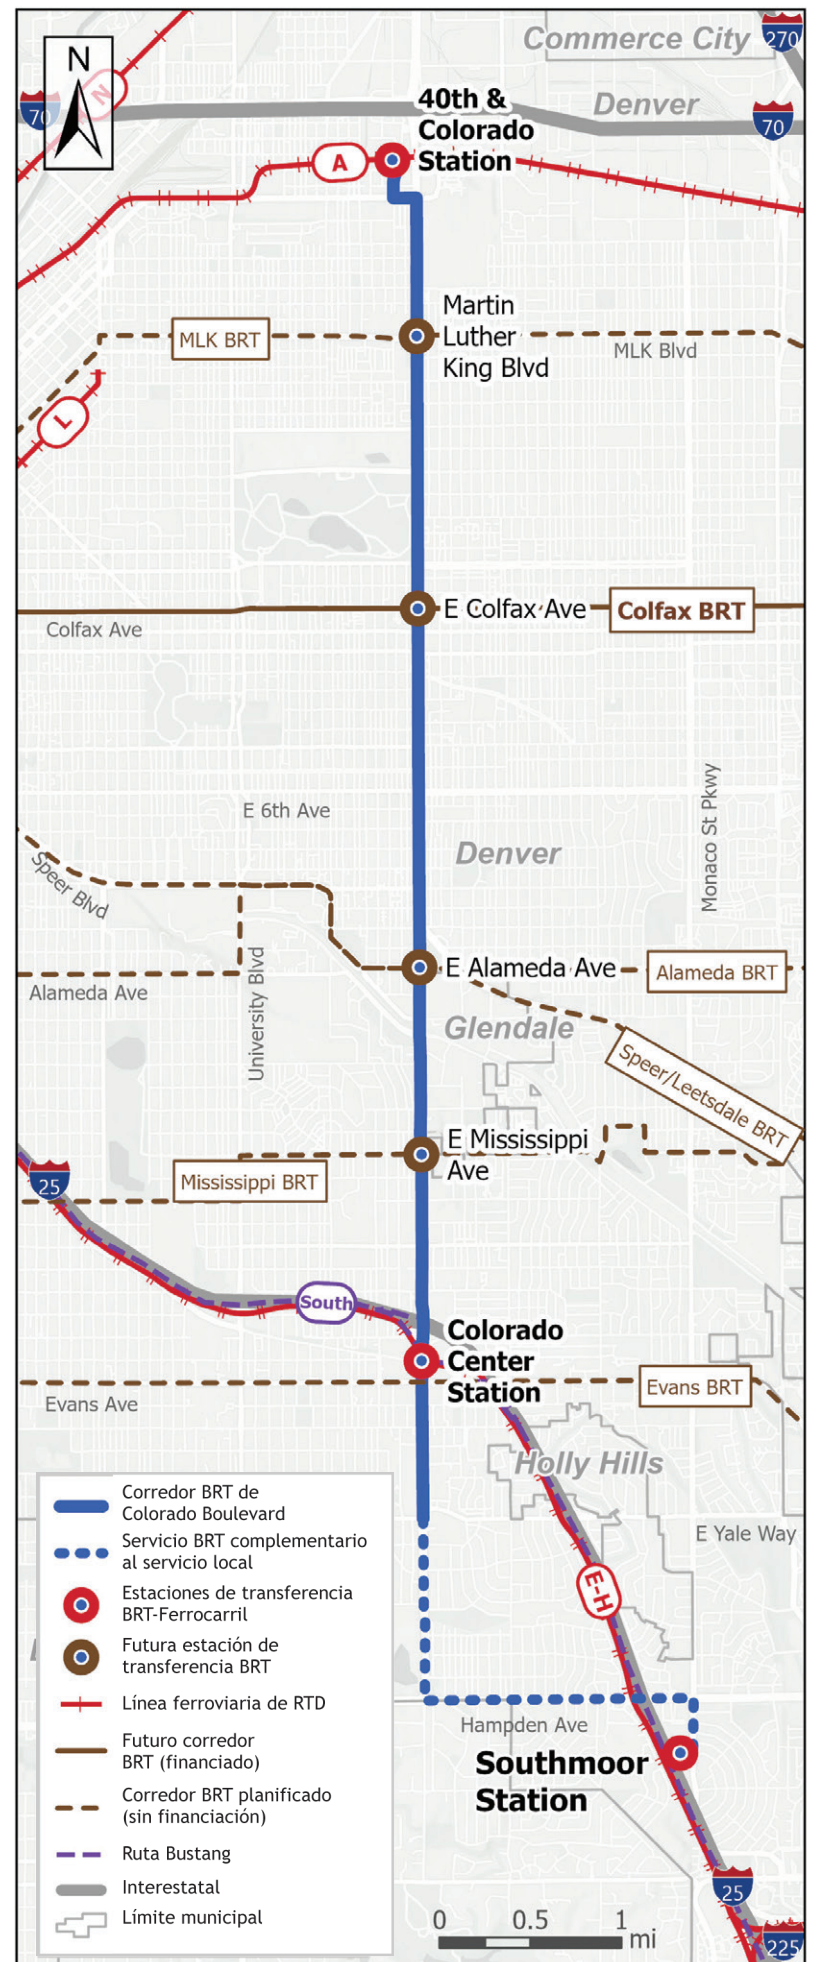 Commerce City
270
N
N
70
40th &
Colorado
Station
Denver
70
A
Martin
Luther
King Blvd
MLK BRT
MLK Blvd
L
E Colfax Ave
Colfax BRT
Colfax Ave
E 6th Ave
Monaco St Pkwy
Denver
Speer Blvd
University Blvd
E Alameda Ave
Alameda BRT
Alameda Ave
Glendale
Speer/Leetsdale BRT
E Mississippi
Ave
Mississippi BRT
25
South
Colorado
Center
Station
Evans BRT
Evans Ave
Holly Hills
E Yale Way
E-H
Hampden Ave
Southmoor
Station
25
225
Corredor BRT de
Colorado Boulevard
Servicio BRT complementario
al servicio local
Estaciones de transferencia
BRT-Ferrocarril
Futura estación de
transferencia BRT
Línea ferroviaria de RTD
Futuro corredor
BRT (financiado)
Corredor BRT planificado
(sin financiación)
Ruta Bustang
Interestatal
Límite municipal
0 0.5 1
mi